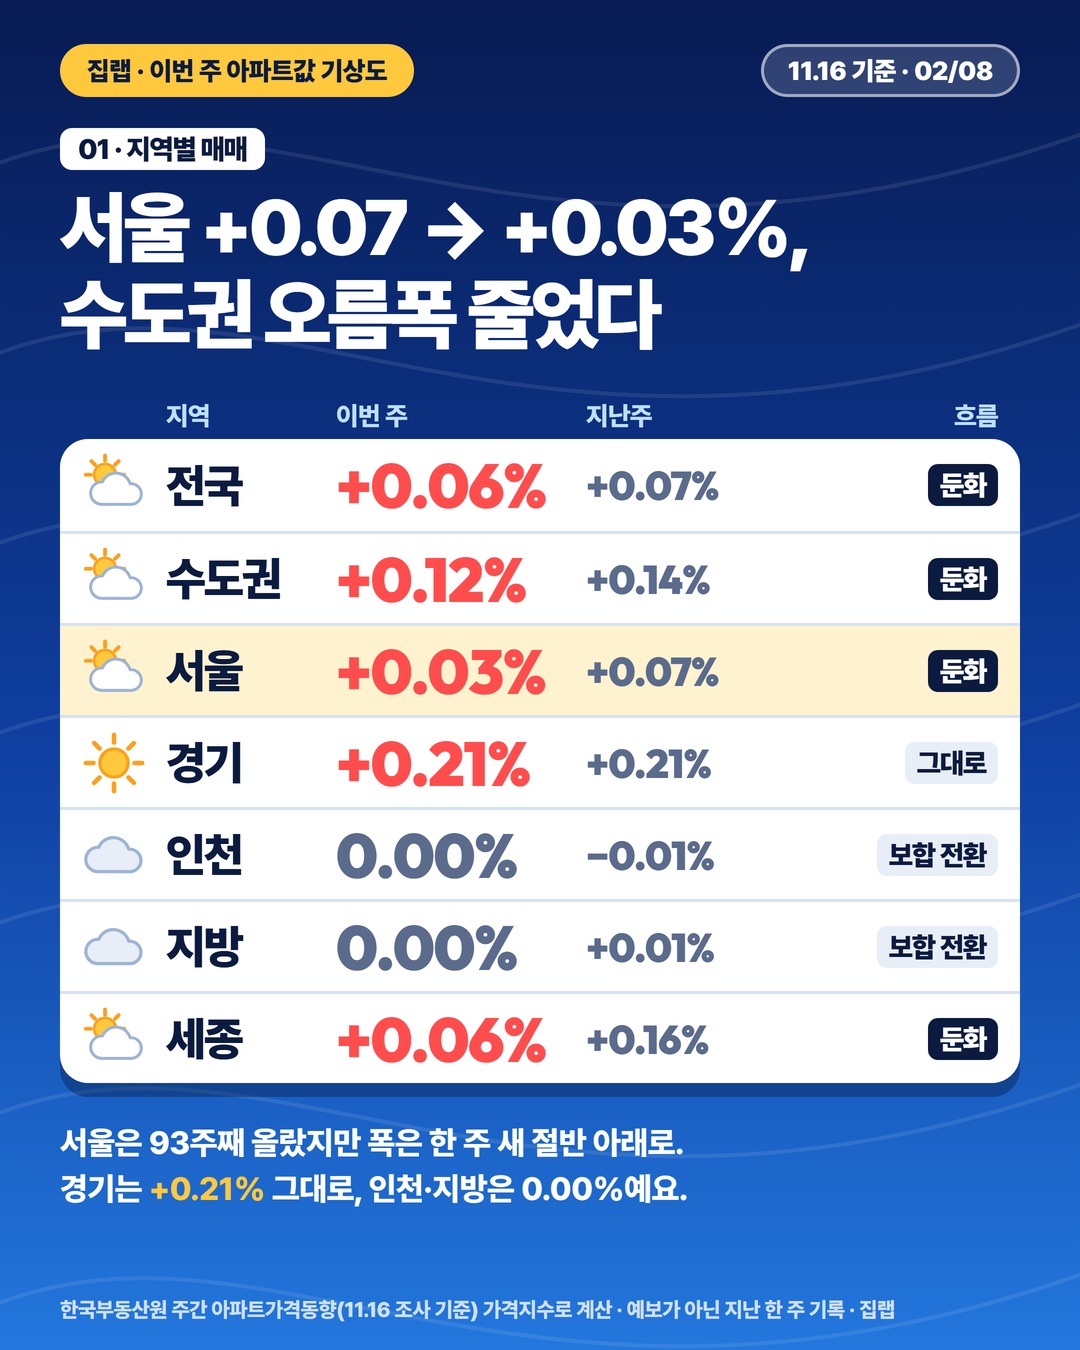 집랩 · 이번 주 아파트값 기상도
11.16 기준 · 02/08
01 · 지역별 매매
서울 +0.07 → +0.03%,
수도권 오름폭 줄었다
지역 이번 주 지난주 흐름
전국 +0.06% +0.07% 둔화
수도권 +0.12% +0.14% 둔화
서울 +0.03% +0.07% 둔화
경기 +0.21% +0.21% 그대로
인천 0.00% −0.01% 보합 전환
지방 0.00% +0.01% 보합 전환
세종 +0.06% +0.16% 둔화
서울은 93주째 올랐지만 폭은 한 주 새 절반 아래로.
경기는 +0.21% 그대로, 인천·지방은 0.00%예요.
한국부동산원 주간 아파트가격동향(11.16 조사 기준) 가격지수로 계산 · 예보가 아닌 지난 한 주 기록 · 집랩